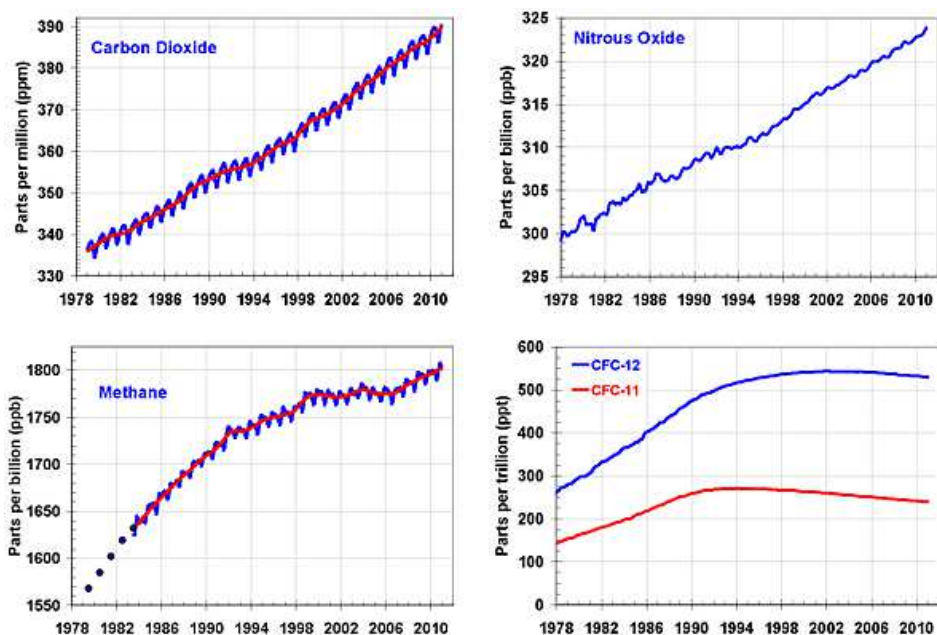 Carbon Dioxide
Parts per million (ppm)
390
380
370
360
350
340
330
1978 1982 1986 1990 1994 1998 2002 2006 2010
Nitrous Oxide
Parts per billion (ppb)
325
320
315
310
305
300
295
1978 1982 1986 1990 1994 1998 2002 2006 2010
Methane
Parts per billion (ppb)
1800
1750
1700
1650
1600
1550
1978 1982 1986 1990 1994 1998 2002 2006 2010
CFC-12
CFC-11
Parts per trillion (ppt)
600
500
400
300
200
100
0
1978 1982 1986 1990 1994 1998 2002 2006 2010